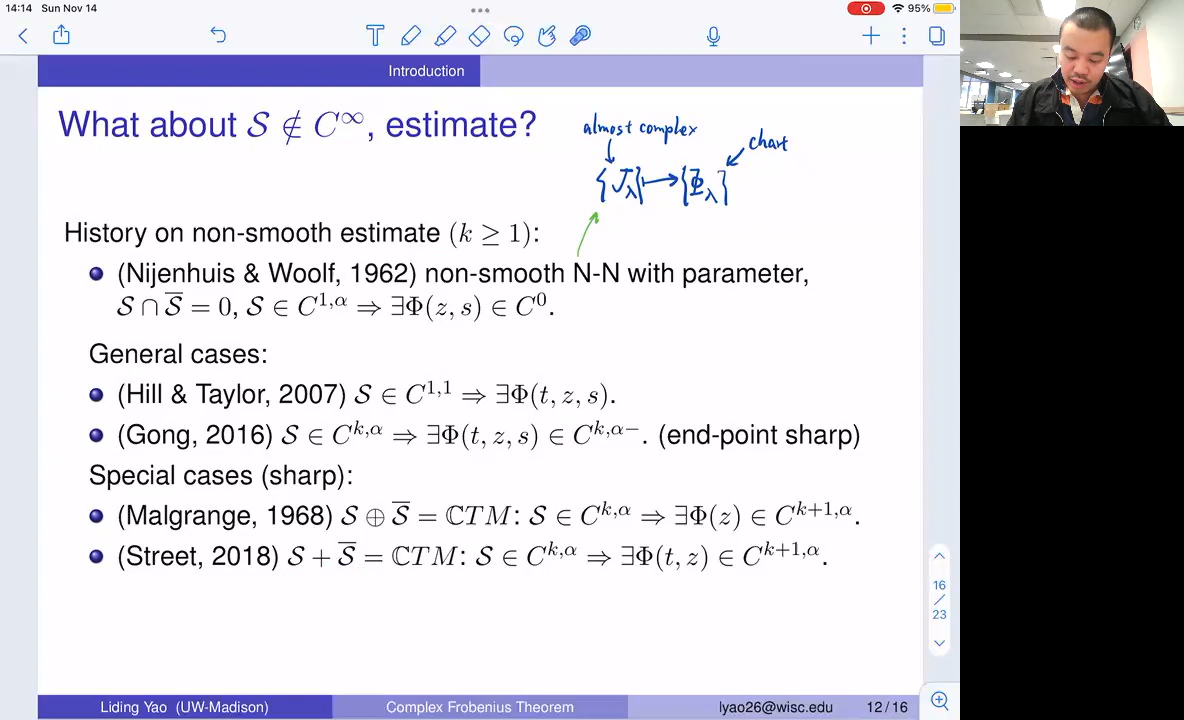 14:14 Sun Nov 14
95%
Introduction
What about 𝒮 ∉ C^∞, estimate?
almost complex
chart
{J_λ} ↦ {Φ_λ}
History on non-smooth estimate (k ≥ 1):
(Nijenhuis & Woolf, 1962) non-smooth N-N with parameter,
𝒮 ∩ 𝒮̅ = 0, 𝒮 ∈ C^{1,α} ⇒ ∃Φ(z, s) ∈ C^0.
General cases:
(Hill & Taylor, 2007) 𝒮 ∈ C^{1,1} ⇒ ∃Φ(t, z, s).
(Gong, 2016) 𝒮 ∈ C^{k,α} ⇒ ∃Φ(t, z, s) ∈ C^{k,α−}. (end-point sharp)
Special cases (sharp):
(Malgrange, 1968) 𝒮 ⊕ 𝒮̅ = ℂTM: 𝒮 ∈ C^{k,α} ⇒ ∃Φ(z) ∈ C^{k+1,α}.
(Street, 2018) 𝒮 + 𝒮̅ = ℂTM: 𝒮 ∈ C^{k,α} ⇒ ∃Φ(t, z) ∈ C^{k+1,α}.
16
/
23
Liding Yao (UW-Madison)
Complex Frobenius Theorem
lyao26@wisc.edu
12 / 16